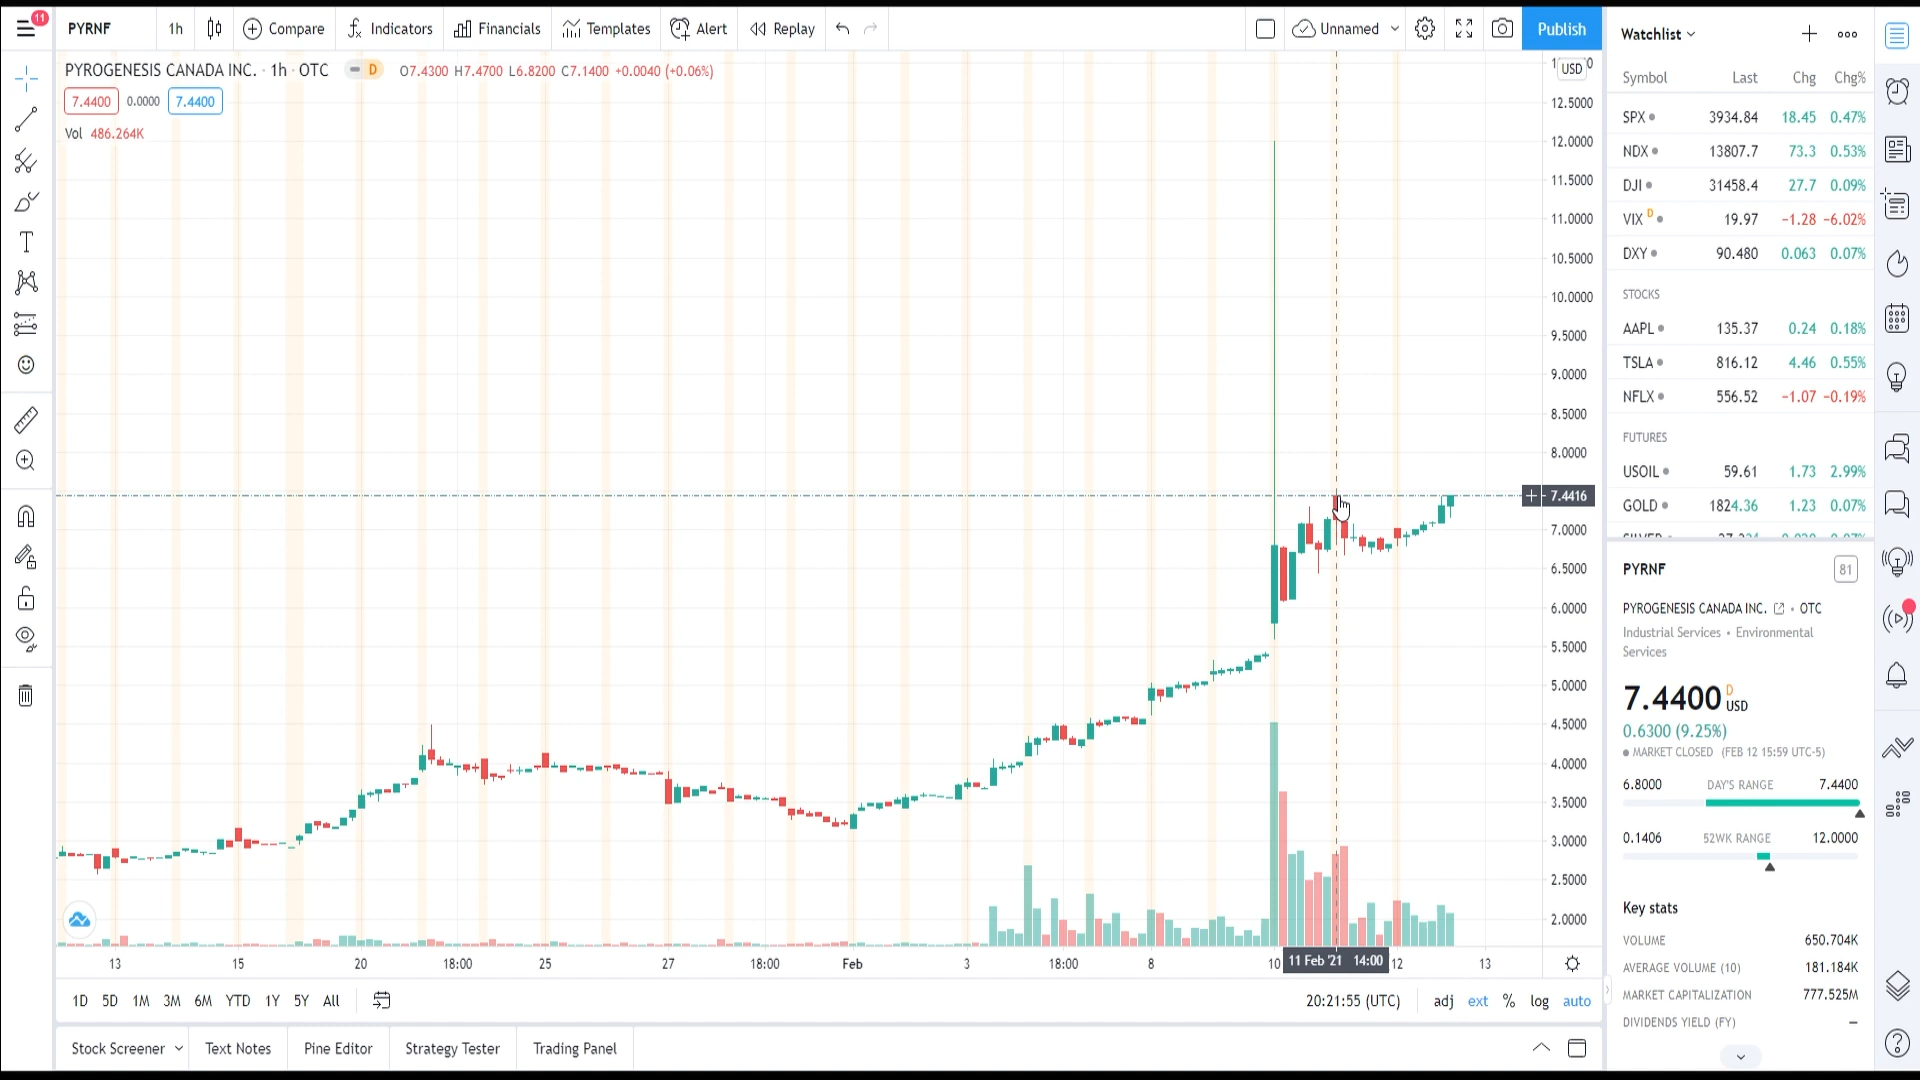 11
PYRNF
1h
Compare
Indicators
Financials
Templates
Alert
Replay
Unnamed
Publish
PYROGENESIS CANADA INC. · 1h · OTC
D
O7.4300 H7.4700 L6.8200 C7.1400 +0.0040 (+0.06%)
7.4400 0.0000 7.4400
Vol 486.264K
USD
12.5000
12.0000
11.5000
11.0000
10.5000
10.0000
9.5000
9.0000
8.5000
8.0000
7.4416
7.0000
6.5000
6.0000
5.5000
5.0000
4.5000
4.0000
3.5000
3.0000
2.5000
2.0000
13 15 20 18:00 25 27 18:00 Feb 3 18:00 8 10 11 Feb '21 14:00 12 13
1D 5D 1M 3M 6M YTD 1Y 5Y All
20:21:55 (UTC) adj ext % log auto
Stock Screener
Text Notes
Pine Editor
Strategy Tester
Trading Panel
Watchlist
Symbol Last Chg Chg%
SPX 3934.84 18.45 0.47%
NDX 13807.7 73.3 0.53%
DJI 31458.4 27.7 0.09%
VIX D 19.97 −1.28 −6.02%
DXY 90.480 0.063 0.07%
STOCKS
AAPL 135.37 0.24 0.18%
TSLA 816.12 4.46 0.55%
NFLX 556.52 −1.07 −0.19%
FUTURES
USOIL 59.61 1.73 2.99%
GOLD 1824.36 1.23 0.07%
PYRNF 81
PYROGENESIS CANADA INC. • OTC
Industrial Services • Environmental
Services
7.4400 D USD
0.6300 (9.25%)
MARKET CLOSED (FEB 12 15:59 UTC-5)
6.8000 DAY'S RANGE 7.4400
0.1406 52WK RANGE 12.0000
Key stats
VOLUME 650.704K
AVERAGE VOLUME (10) 181.184K
MARKET CAPITALIZATION 777.525M
DIVIDENDS YIELD (FY) —